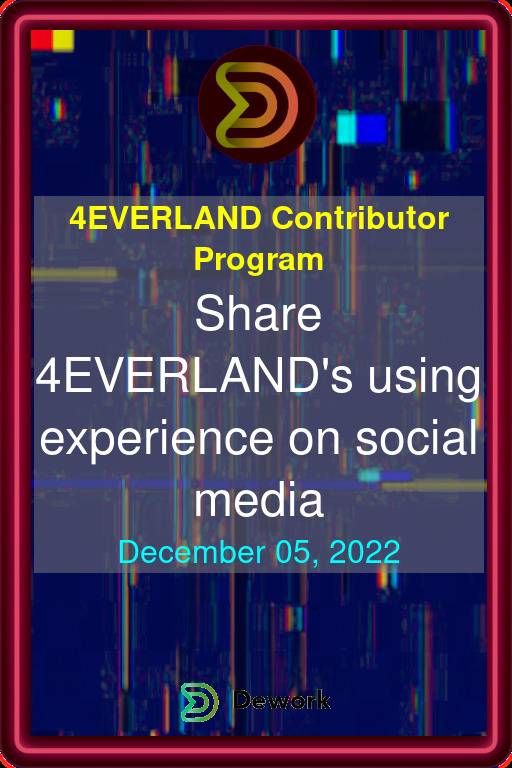 4EVERLAND Contributor
Program
Share
4EVERLAND's using
experience on social
media
December 05, 2022
Dework